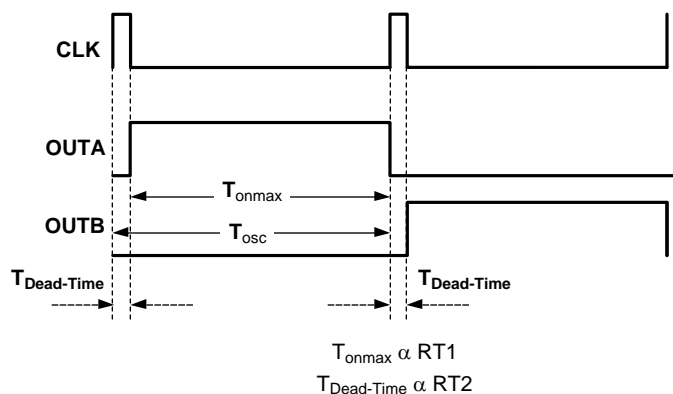 CLK
OUTA
Tonmax
OUTB
Tosc
TDead-Time
TDead-Time
Tonmax α RT1
TDead-Time α RT2